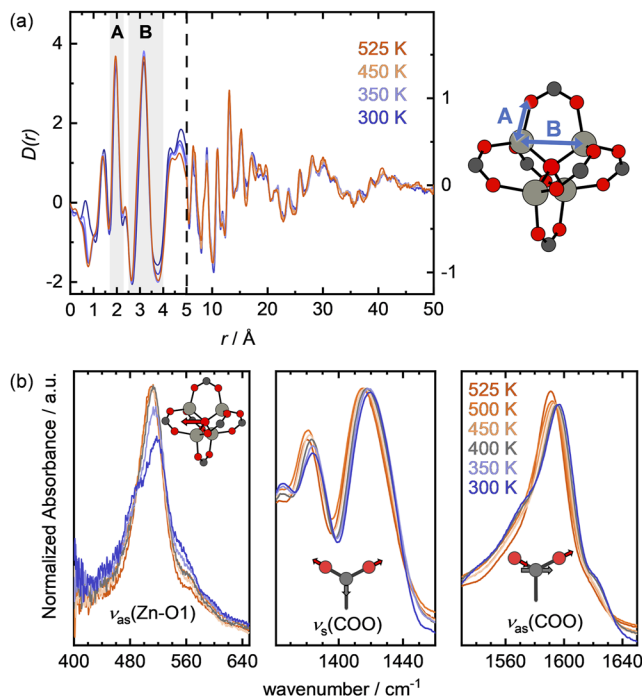 (a)
A B
525 K
450 K
350 K
300 K
D(r)
4
2
0
-2
1
0
-1
0 1 2 3 4 5 10 20 30 40 50
r / Å
A
B
(b)
Normalized Absorbance / a.u.
νas(Zn-O1)
400 480 560 640
νs(COO)
1400 1440
525 K
500 K
450 K
400 K
350 K
300 K
νas(COO)
1560 1600 1640
wavenumber / cm-1